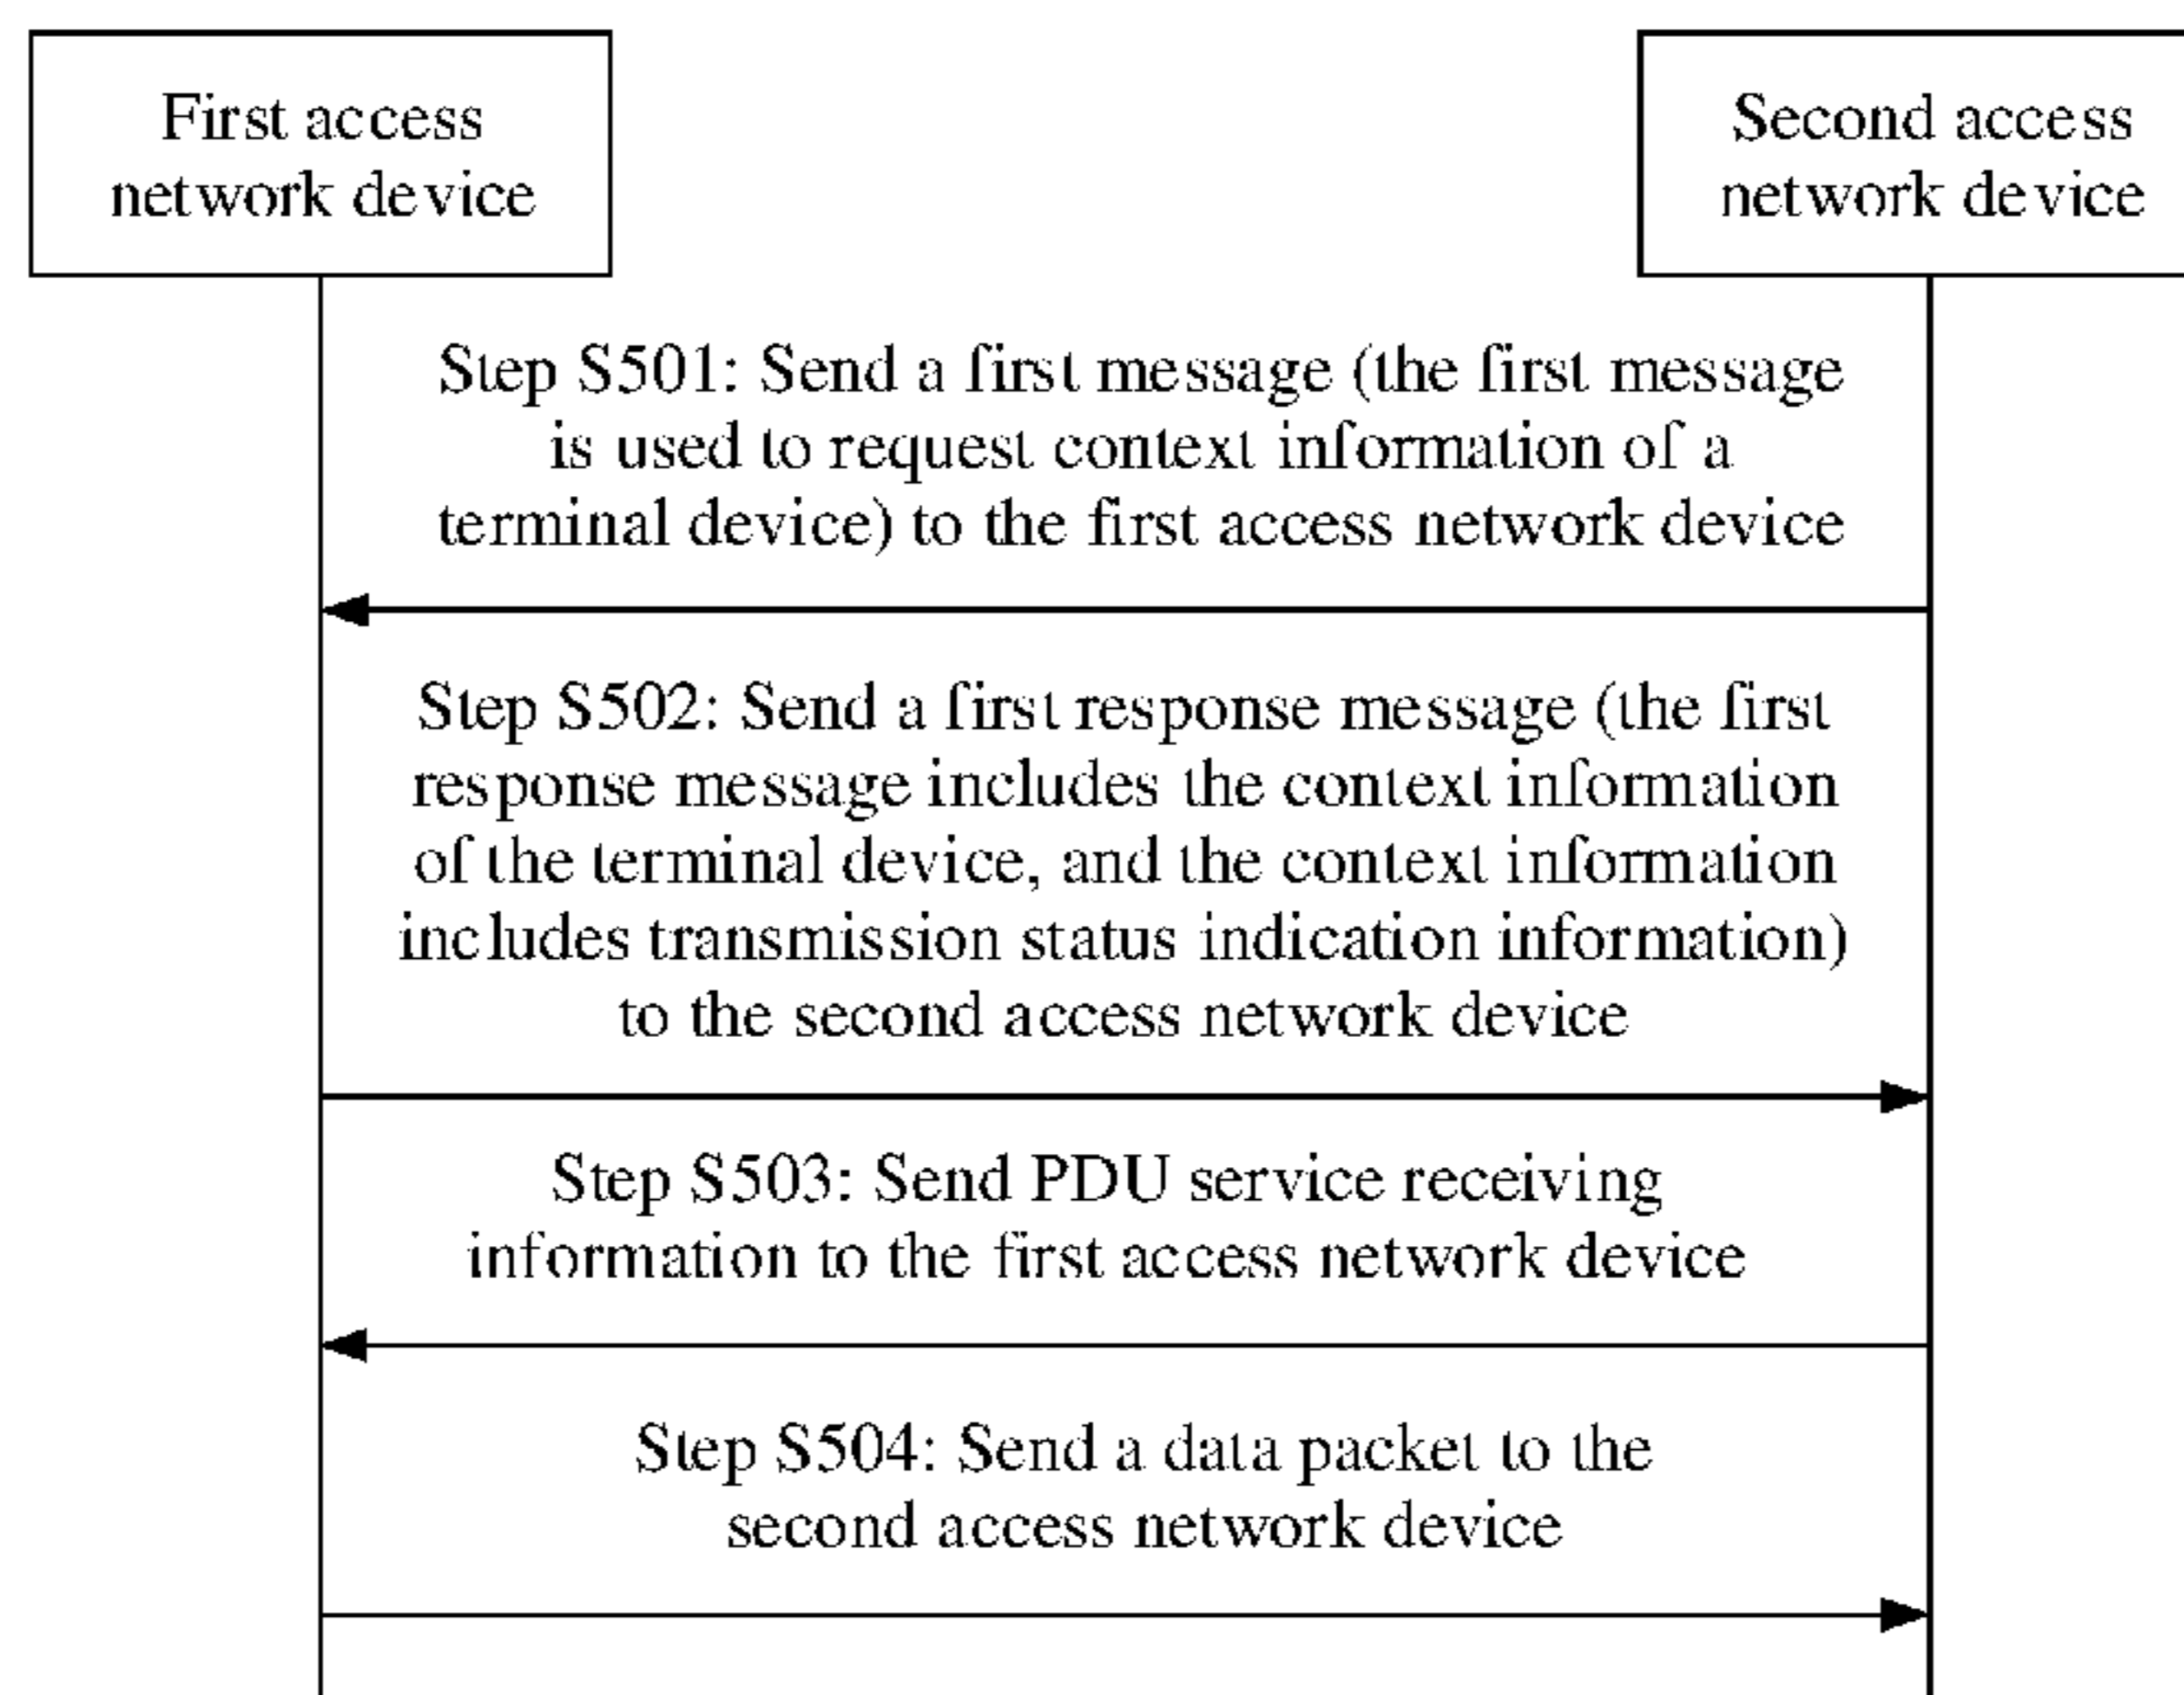 First access
network device
Second access
network device
Step S501: Send a first message (the first message
is used to request context information of a
terminal device) to the first access network device
Step S502: Send a first response message (the first
response message includes the context information
of the terminal device, and the context information
includes transmission status indication information)
to the second access network device
Step S503: Send PDU service receiving
information to the first access network device
Step S504: Send a data packet to the
second access network device